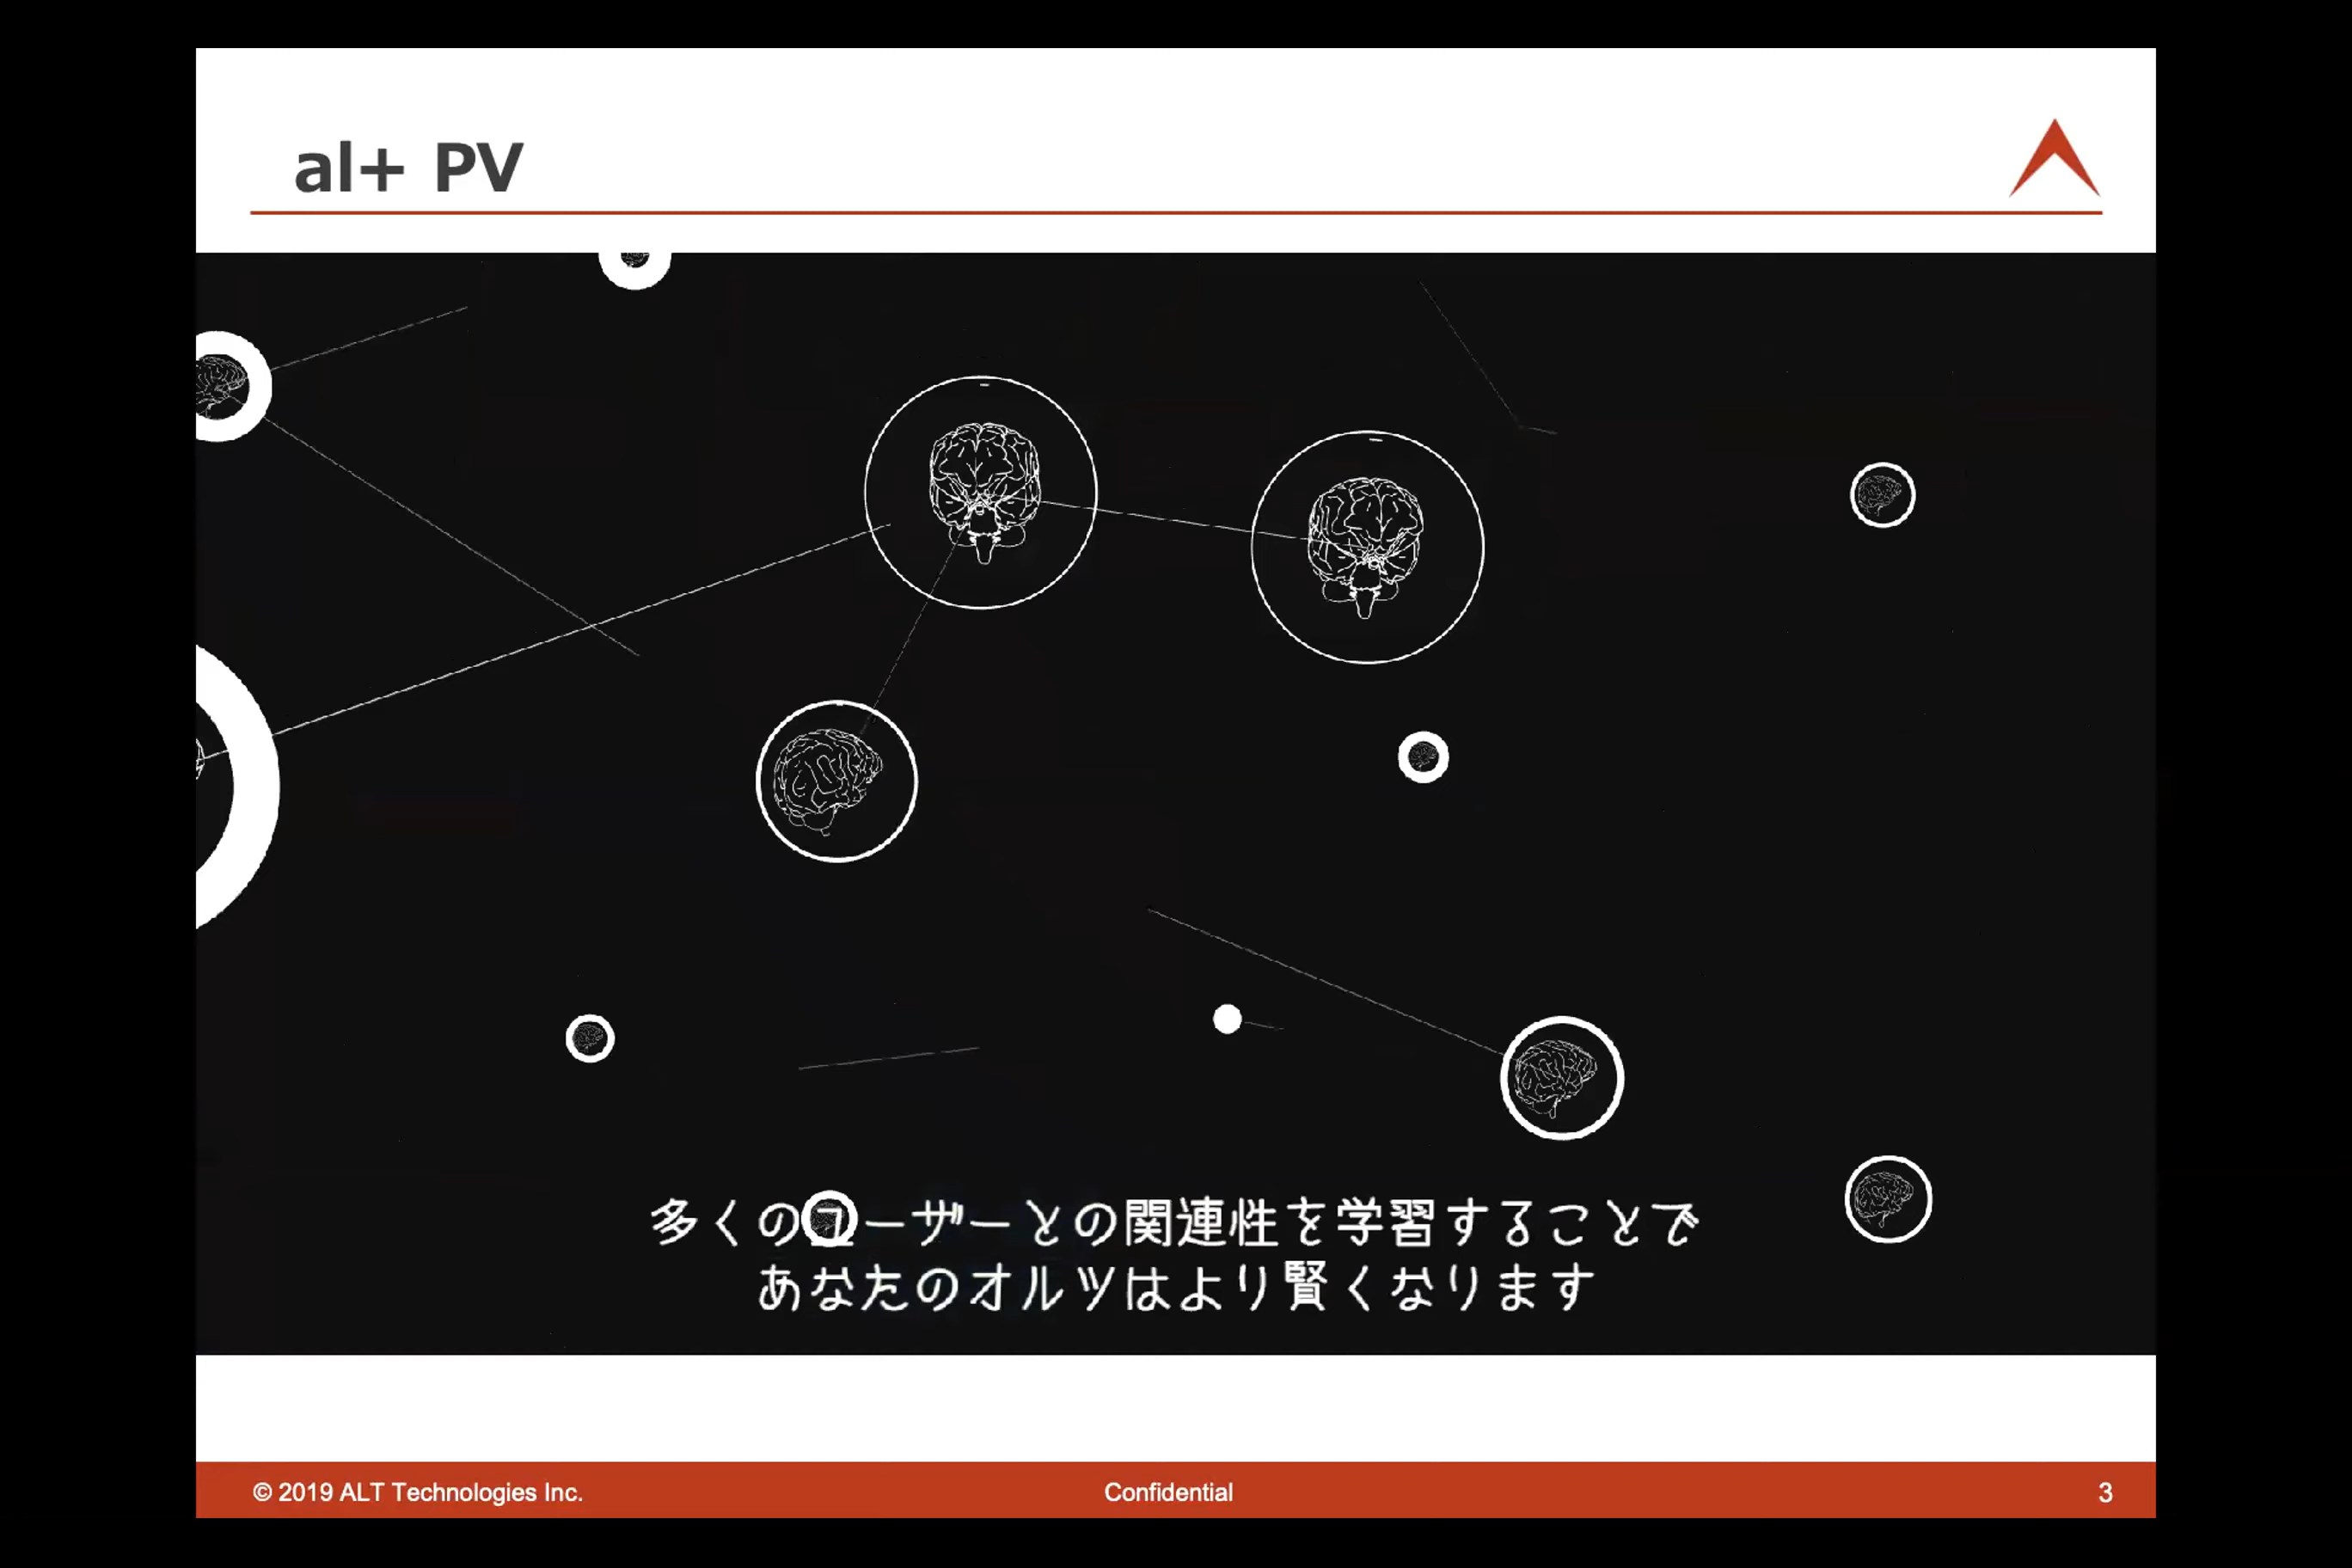 al+ PV
多くのユーザーとの関連性を学習することで
あなたのオルツはより賢くなります
© 2019 ALT Technologies Inc.
Confidential
3